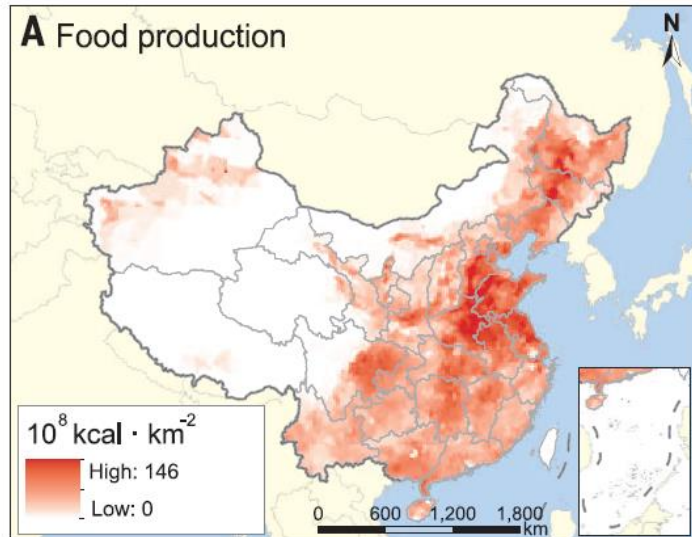 A Food production
N
10⁸ kcal · km⁻²
High: 146
Low: 0
0 600 1,200 1,800
km